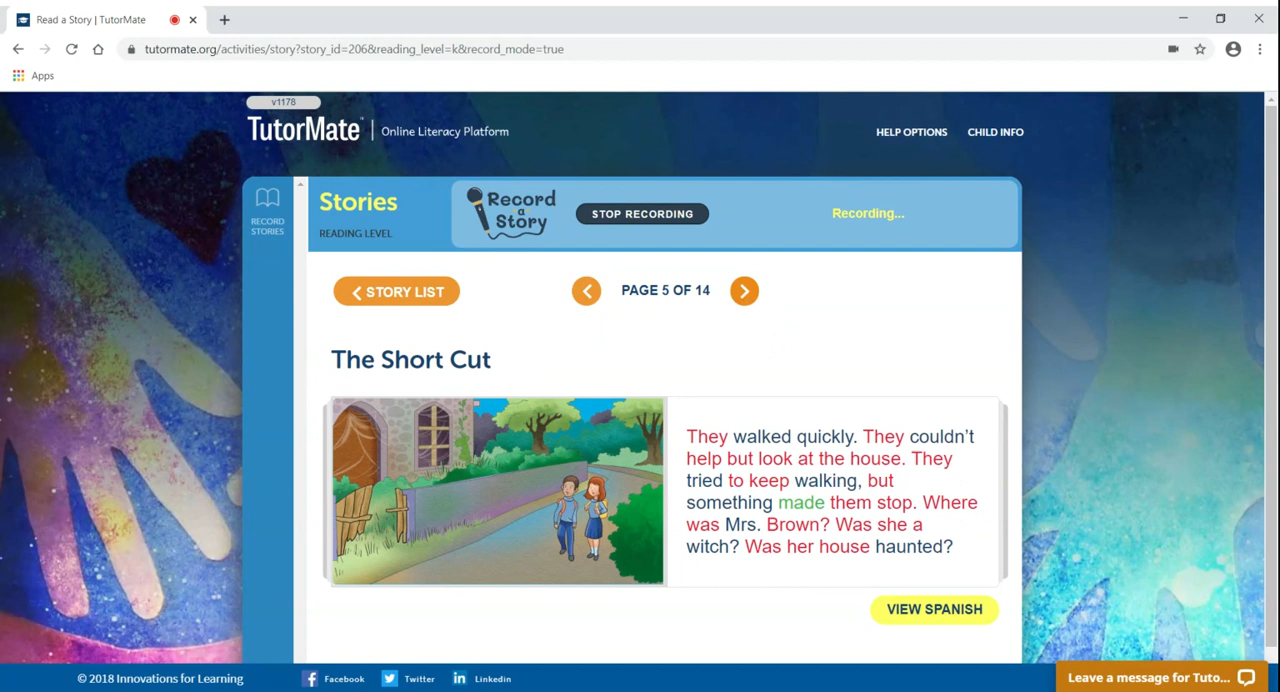 Read a Story | TutorMate
tutormate.org/activities/story?story_id=206&reading_level=k&record_mode=true
Apps
v1178
TutorMate | Online Literacy Platform
HELP OPTIONS CHILD INFO
RECORD
STORIES
Stories
READING LEVEL
Record
a
Story
STOP RECORDING
Recording...
STORY LIST
PAGE 5 OF 14
The Short Cut
They walked quickly. They couldn't
help but look at the house. They
tried to keep walking, but
something made them stop. Where
was Mrs. Brown? Was she a
witch? Was her house haunted?
VIEW SPANISH
© 2018 Innovations for Learning
Facebook
Twitter
Linkedin
Leave a message for Tuto...